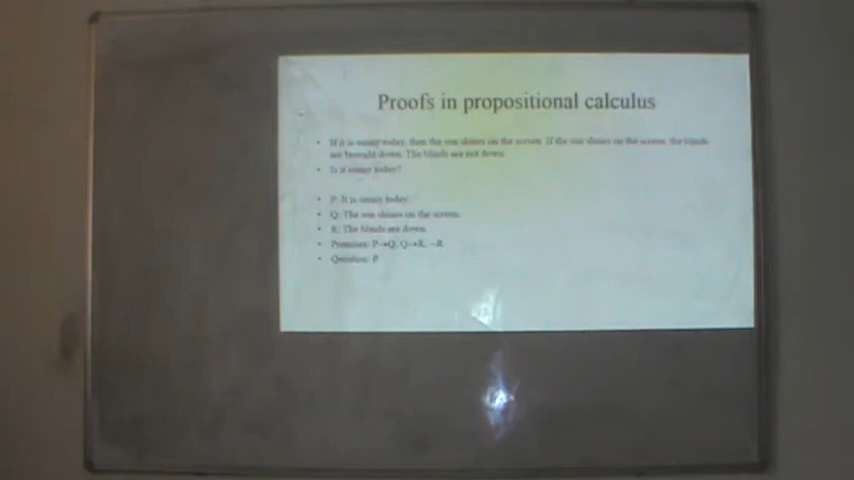 Proofs in propositional calculus
• If it is sunny today, then the sun shines on the screen. If the sun shines on the screen, the blinds
are brought down. The blinds are not down.
• Is it sunny today?
• P: It is sunny today.
• Q: The sun shines on the screen.
• R: The blinds are down.
• Premises: P→Q, Q→R, ¬R
• Question: P